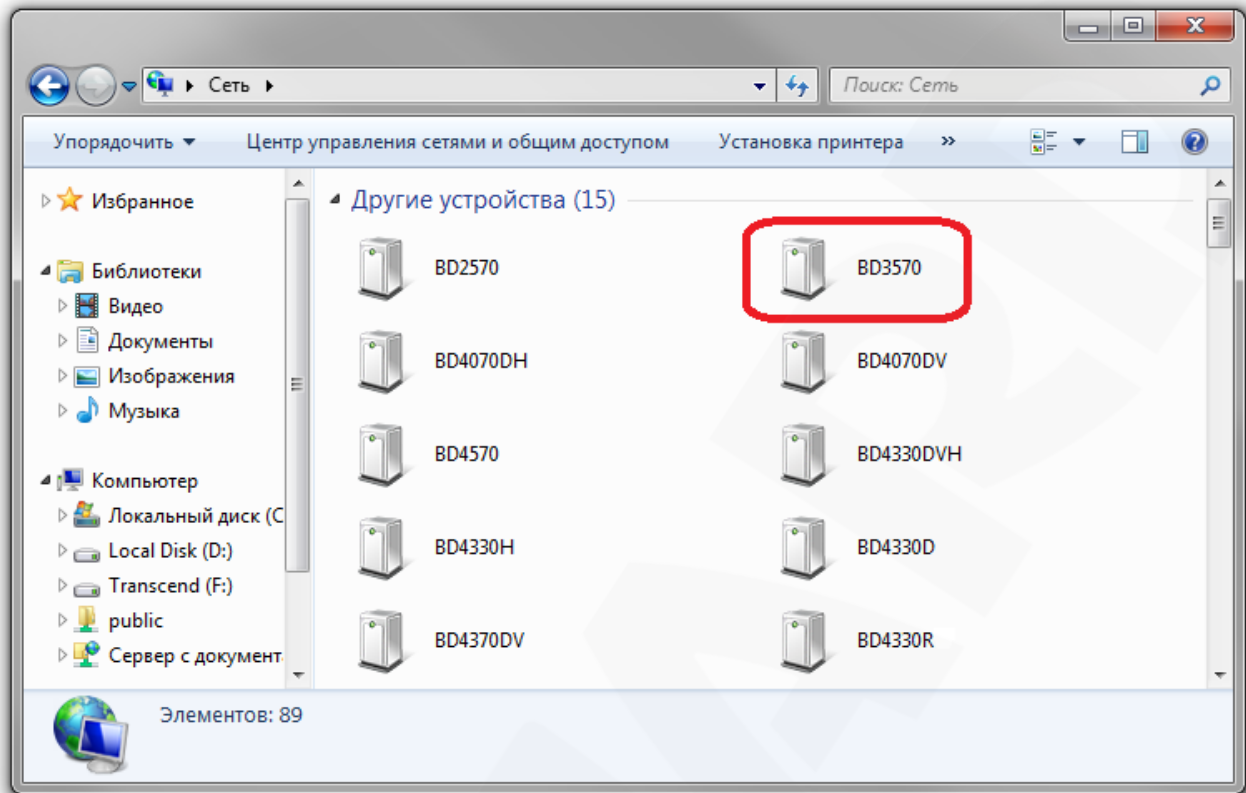 Сеть
Поиск: Сеть
Упорядочить
Центр управления сетями и общим доступом
Установка принтера
»
Избранное
Библиотеки
Видео
Документы
Изображения
Музыка
Компьютер
Локальный диск (C
Local Disk (D:)
Transcend (F:)
public
Сервер с документ
Другие устройства (15)
BD2570
BD3570
BD4070DH
BD4070DV
BD4570
BD4330DVH
BD4330H
BD4330D
BD4370DV
BD4330R
Элементов: 89